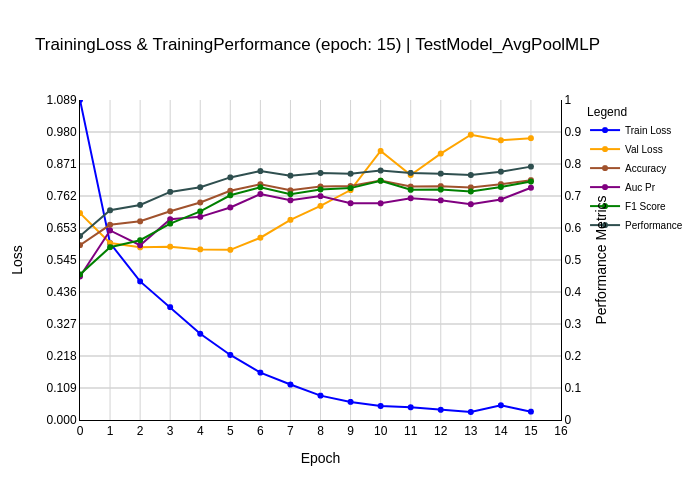 TrainingLoss & TrainingPerformance (epoch: 15) | TestModel_AvgPoolMLP
1.089
0.980
0.871
0.762
0.653
0.545
0.436
0.327
0.218
0.109
0.000
Loss
0 1 2 3 4 5 6 7 8 9 10 11 12 13 14 15 16
Epoch
1
0.9
0.8
0.7
0.6
0.5
0.4
0.3
0.2
0.1
0
Performance Metrics
Legend
Train Loss
Val Loss
Accuracy
Auc Pr
F1 Score
Performance